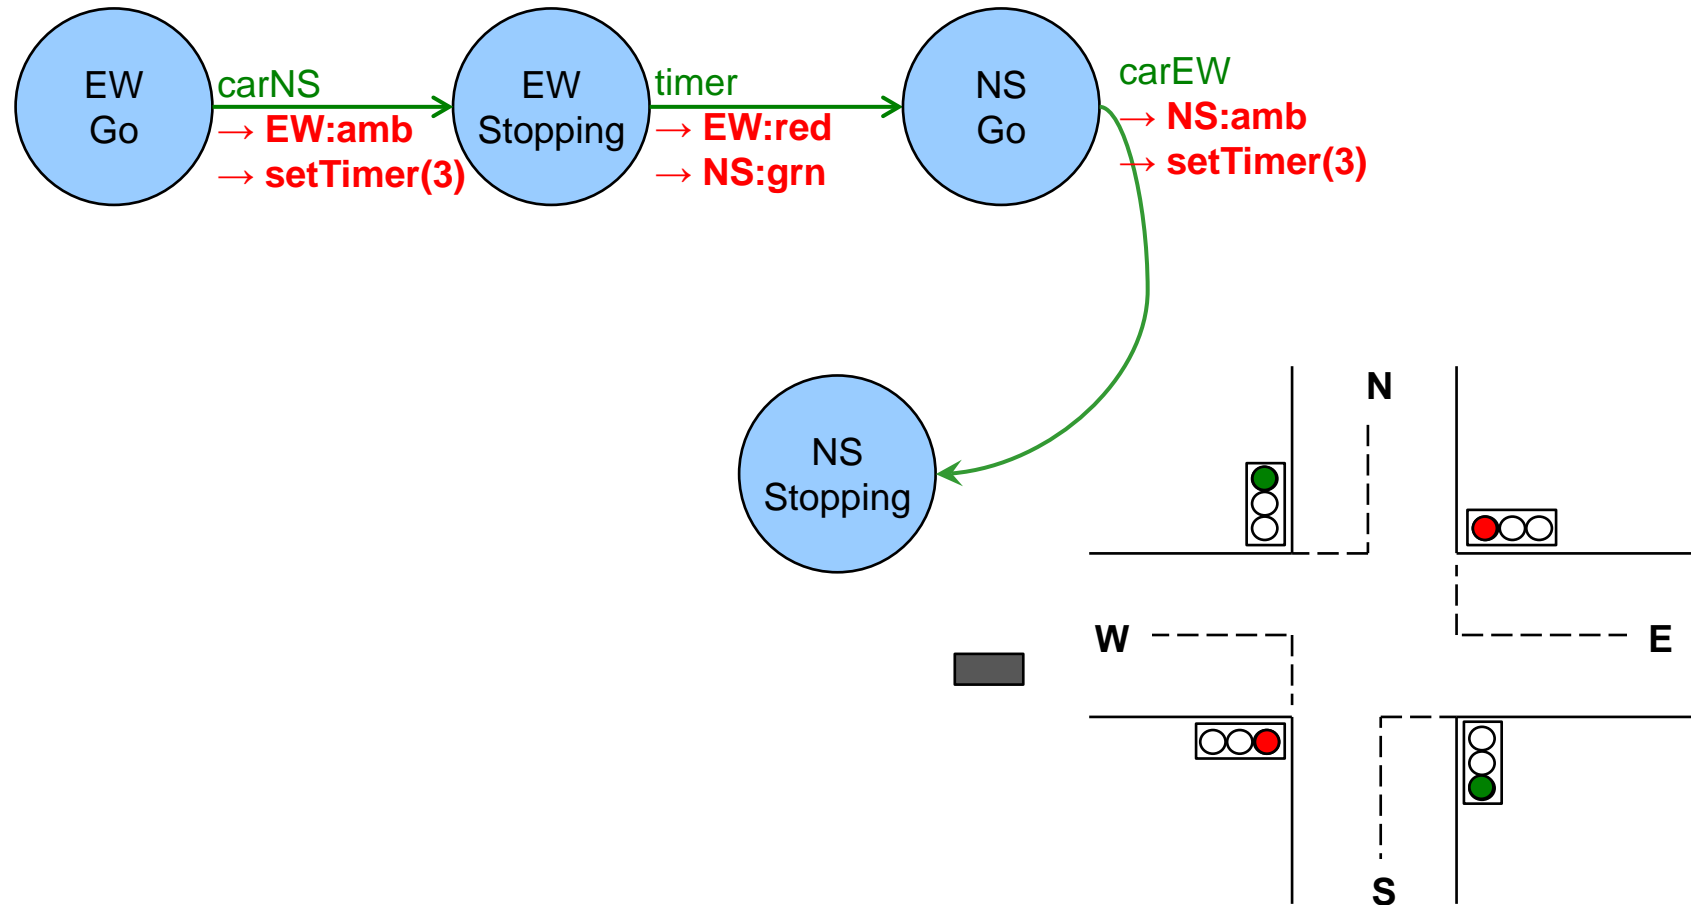 EW
Go
carNS
→ EW:amb
→ setTimer(3)
EW
Stopping
timer
→ EW:red
→ NS:grn
NS
Go
carEW
→ NS:amb
→ setTimer(3)
NS
Stopping
N
W
E
S